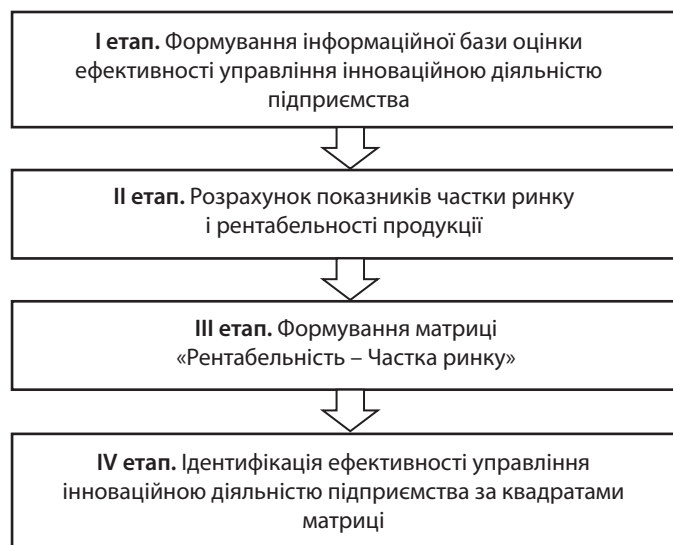 I етап. Формування інформаційної бази оцінки
ефективності управління інноваційною діяльністю
підприємства
II етап. Розрахунок показників частки ринку
і рентабельності продукції
III етап. Формування матриці
«Рентабельність – Частка ринку»
IV етап. Ідентифікація ефективності управління
інноваційною діяльністю підприємства за квадратами
матриці